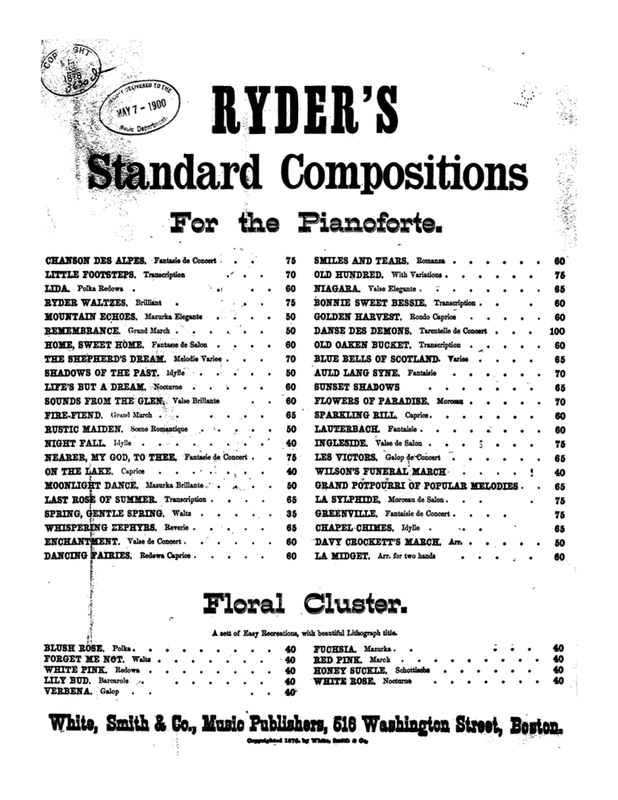 COPYRIGHT
1879
MAY 7 - 1900
Music Department
RYDER'S
Standard Compositions
For the Pianoforte.
CHANSON DES ALPES. Fantasie de Concert . . 75
LITTLE FOOTSTEPS. Transcription . . . 70
LIDA. Polka Redowa . . . . . 60
RYDER WALTZES. Brilliant . . . . . 75
MOUNTAIN ECHOES. Mazurka Elegante . . . . 50
REMEMBRANCE. Grand March . . . . . 50
HOME, SWEET HOME. Fantasie de Salon . . . . 60
THE SHEPHERD'S DREAM. Melodie Variee . . . 70
SHADOWS OF THE PAST. Idylle . . . . . 50
LIFE'S BUT A DREAM. Nocturne . . . . . 60
SOUNDS FROM THE GLEN. Valse Brillante . . . 60
FIRE-FIEND. Grand March . . . . . . 65
RUSTIC MAIDEN. Scene Romantique . . . . 50
NIGHT FALL. Idylle . . . . . . . 40
NEARER, MY GOD, TO THEE. Fantasie de Concert . . 75
ON THE LAKE. Caprice . . . . . . 40
MOONLIGHT DANCE. Mazurka Brillante . . . . 50
LAST ROSE OF SUMMER. Transcription . . . . 65
SPRING, GENTLE SPRING. Waltz . . . . 35
WHISPERING ZEPHYRS. Reverie . . . . . 65
ENCHANTMENT. Valse de Concert . . . . . 60
DANCING FAIRIES. Redowa Caprice . . . . . 60
SMILES AND TEARS. Romanza . . . . . . 60
OLD HUNDRED. With Variations . . . . . . 75
NIAGARA. Valse Elegante . . . . . . . 65
BONNIE SWEET BESSIE. Transcription . . . . 60
GOLDEN HARVEST. Rondo Caprice . . . . . 60
DANSE DES DEMONS. Tarentelle de Concert . . . 100
OLD OAKEN BUCKET. Transcription . . . . . 60
BLUE BELLS OF SCOTLAND. Variee . . . . . 65
AULD LANG SYNE. Fantaisie . . . . . . 70
SUNSET SHADOWS . . . . . . . 65
FLOWERS OF PARADISE. Morceau . . . . . 70
SPARKLING RILL. Caprice . . . . . . . 60
LAUTERBACH. Fantaisie . . . . . . . 60
INGLESIDE. Valse de Salon . . . . . . 75
LES VICTORS. Galop de Concert . . . . . 65
WILSON'S FUNERAL MARCH . . . . . 40
GRAND POTPOURRI OF POPULAR MELODIES . . 65
LA SYLPHIDE. Morceau de Salon . . . . . 75
GREENVILLE. Fantaisie de Concert . . . . . 75
CHAPEL CHIMES. Idylle . . . . . . . 65
DAVY CROCKETT'S MARCH. Arr. . . . . . 50
LA MIDGET. Arr. for two hands . . . . . 60
Floral Cluster.
A sett of Easy Recreations, with beautiful Lithograph title.
BLUSH ROSE. Polka . . . . . . . 40
FORGET ME NOT. Waltz . . . . . . . 40
WHITE PINK. Redowa . . . . . . . 40
LILY BUD. Barcarole . . . . . . . 40
VERBENA. Galop . . . . 40
FUCHSIA. Mazurka . . . . . 40
RED PINK. March . . . . . . . 40
HONEY SUCKLE. Schottische . . . . . . 40
WHITE ROSE. Nocturne . . . . . . . 40
White, Smith & Co., Music Publishers, 516 Washington Street, Boston.
Copyrighted 1876, by White, Smith & Co.